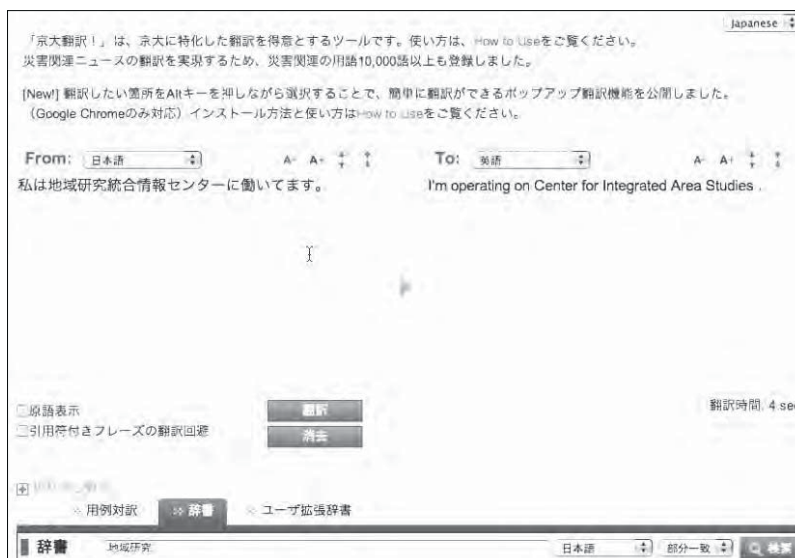 Japanese
「京大翻訳！」は、京大に特化した翻訳を得意とするツールです。使い方は、How to Useをご覧ください。
災害関連ニュースの翻訳を実現するため、災害関連の用語10,000語以上も登録しました。
[New!] 翻訳したい箇所をAltキーを押しながら選択することで、簡単に翻訳ができるポップアップ翻訳機能を公開しました。
（Google Chromeのみ対応）インストール方法と使い方はHow to Useをご覧ください。
From: 日本語 A- A+ To: 英語 A- A+
私は地域研究統合情報センターに働いてます。 I'm operating on Center for Integrated Area Studies .
原語表示 翻訳 翻訳時間. 4 sec
引用符付きフレーズの翻訳回避 消去
用例対訳 辞書 ユーザ拡張辞書
辞書 地域研究 日本語 部分一致 検索